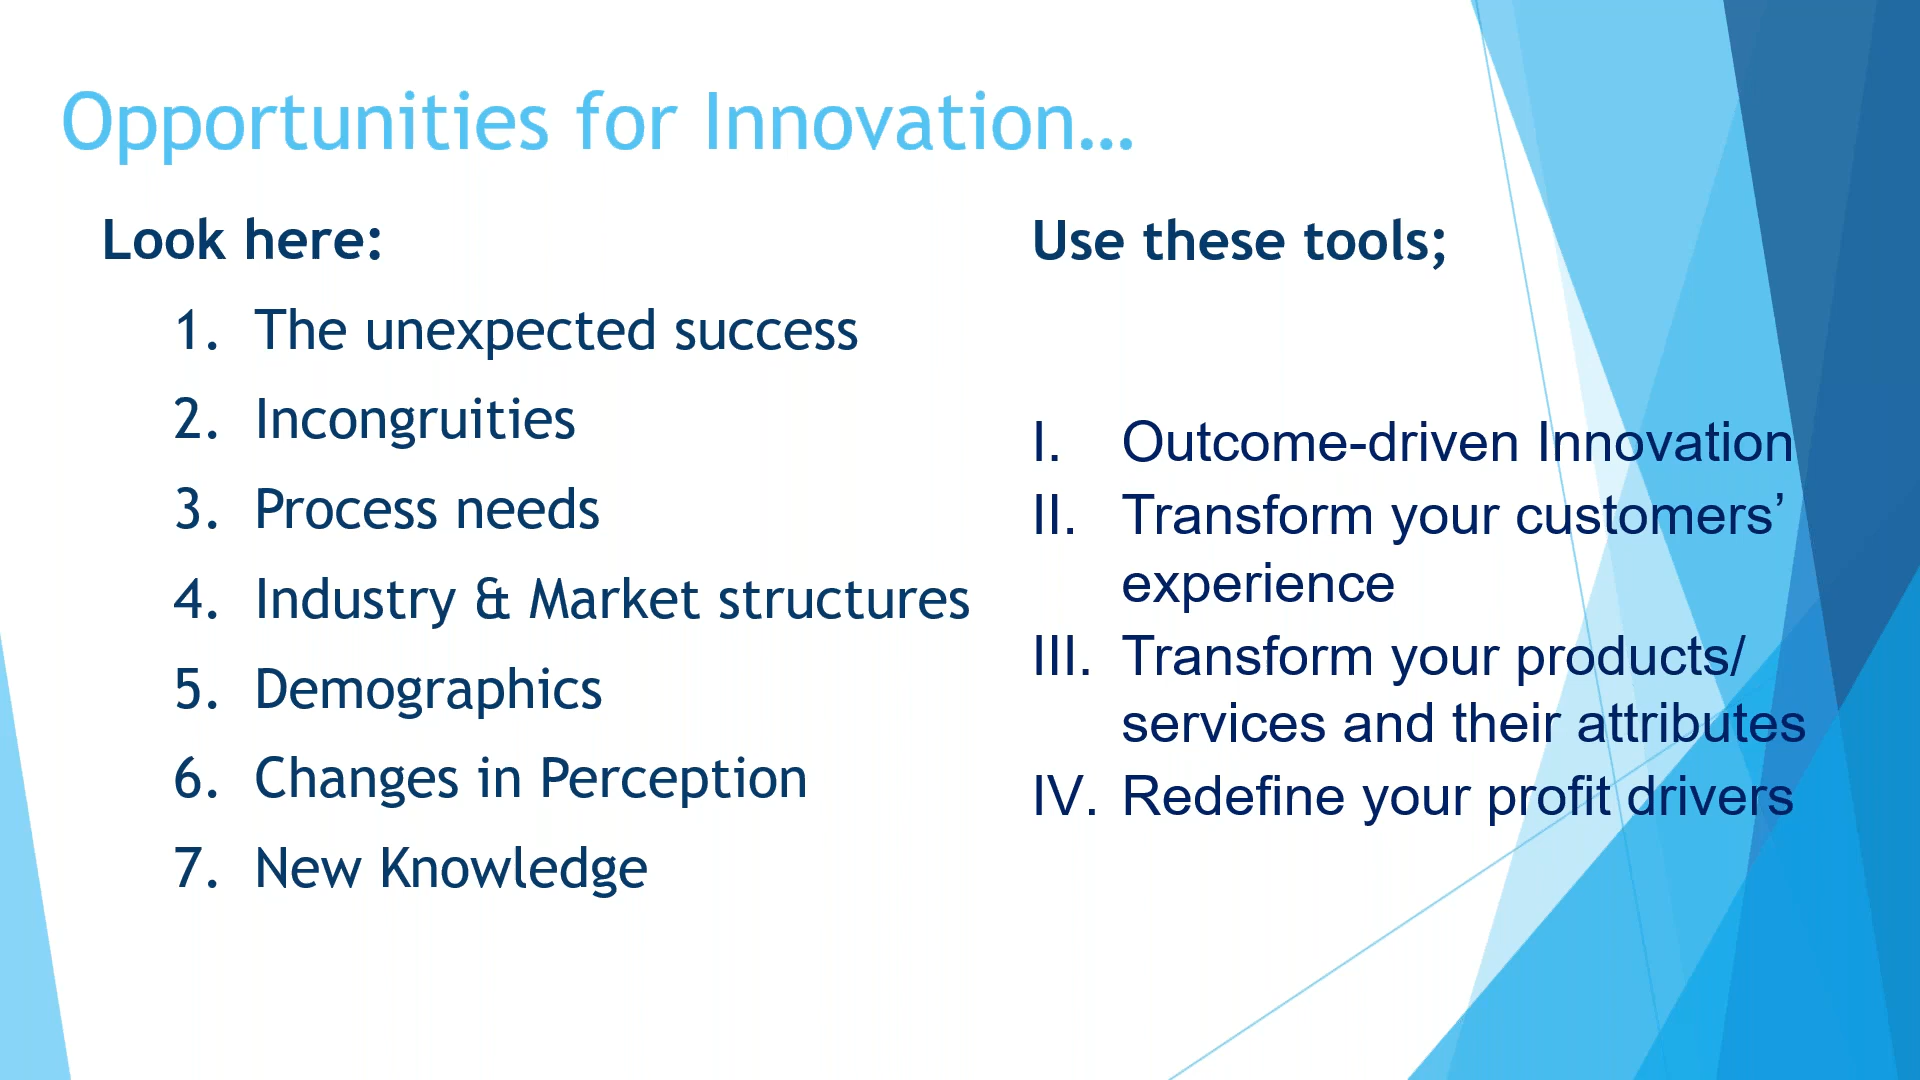 Opportunities for Innovation…
Look here:
1. The unexpected success
2. Incongruities
3. Process needs
4. Industry & Market structures
5. Demographics
6. Changes in Perception
7. New Knowledge
Use these tools;
I. Outcome-driven Innovation
II. Transform your customers’
experience
III. Transform your products/
services and their attributes
IV. Redefine your profit drivers